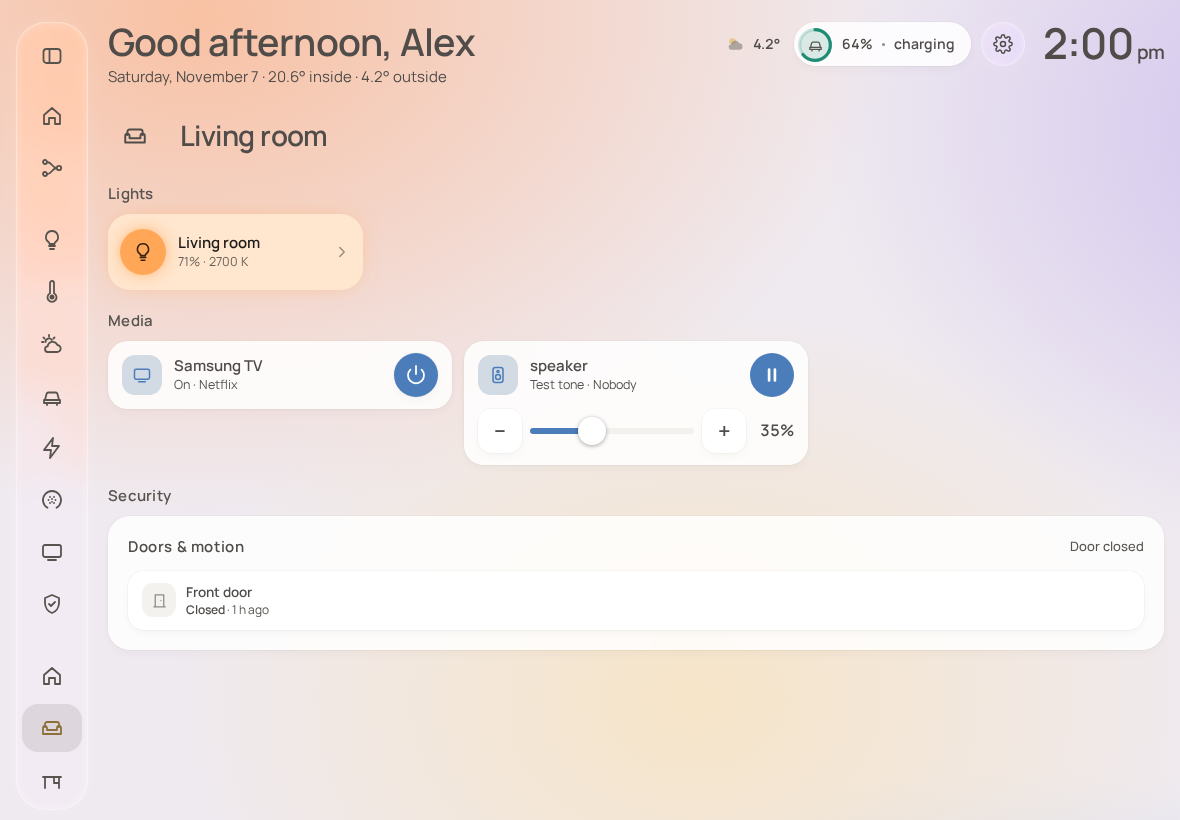 Good afternoon, Alex
Saturday, November 7 · 20.6° inside · 4.2° outside
4.2°
64% • charging
2:00 pm
Living room
Lights
Living room
71% · 2700 K
Media
Samsung TV
On · Netflix
speaker
Test tone · Nobody
35%
Security
Doors & motion
Door closed
Front door
Closed · 1 h ago